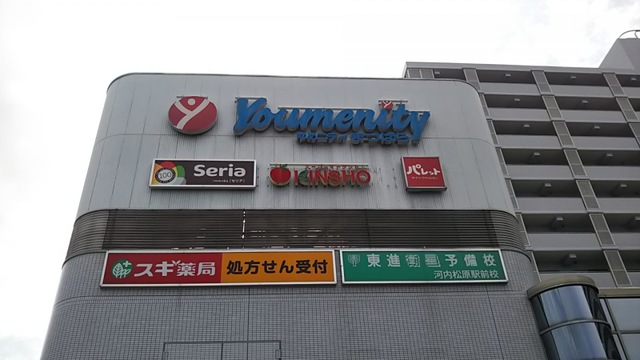 Youmenity
ゆめニティまつばら
100
Seria
KINSHO
パレット
スギ薬局
処方せん受付
東進衛星予備校
河内松原駅前校